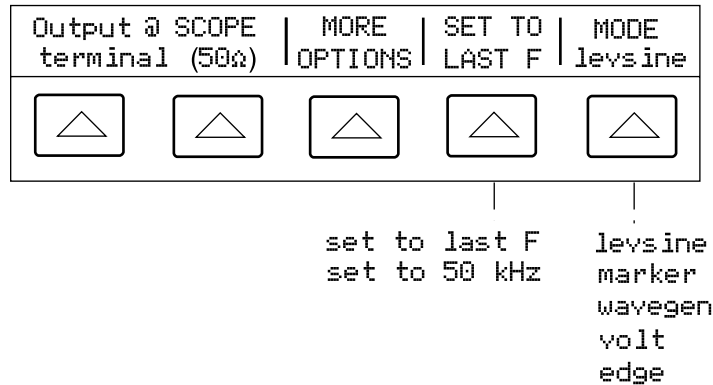 Output @ SCOPE MORE SET TO MODE
terminal (50Ω) OPTIONS LAST F levsine
set to last F
set to 50 kHz
levsine
marker
wavegen
volt
edge